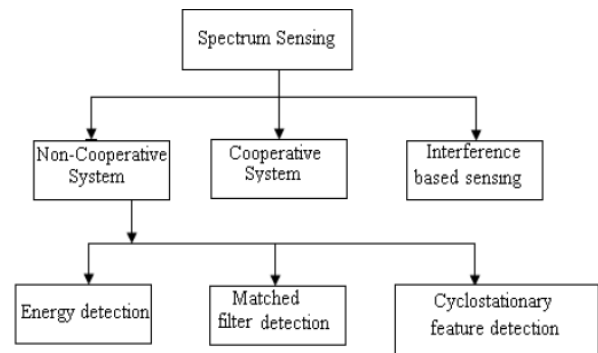 Spectrum Sensing
Non-Cooperative
System
Cooperative
System
Interference
based sensing
Energy detection
Matched
filter detection
Cyclostationary
feature detection